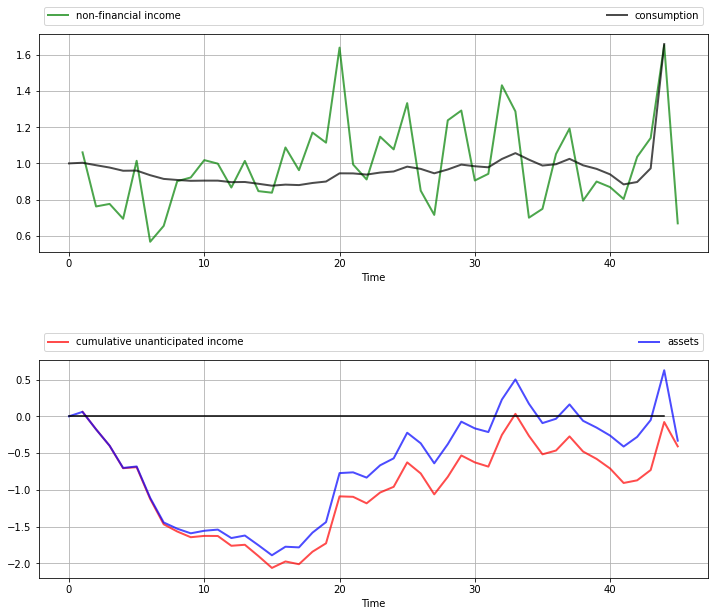 non-financial income consumption
1.6
1.4
1.2
1.0
0.8
0.6
0 10 20 30 40
Time
cumulative unanticipated income assets
0.5
0.0
−0.5
−1.0
−1.5
−2.0
0 10 20 30 40
Time